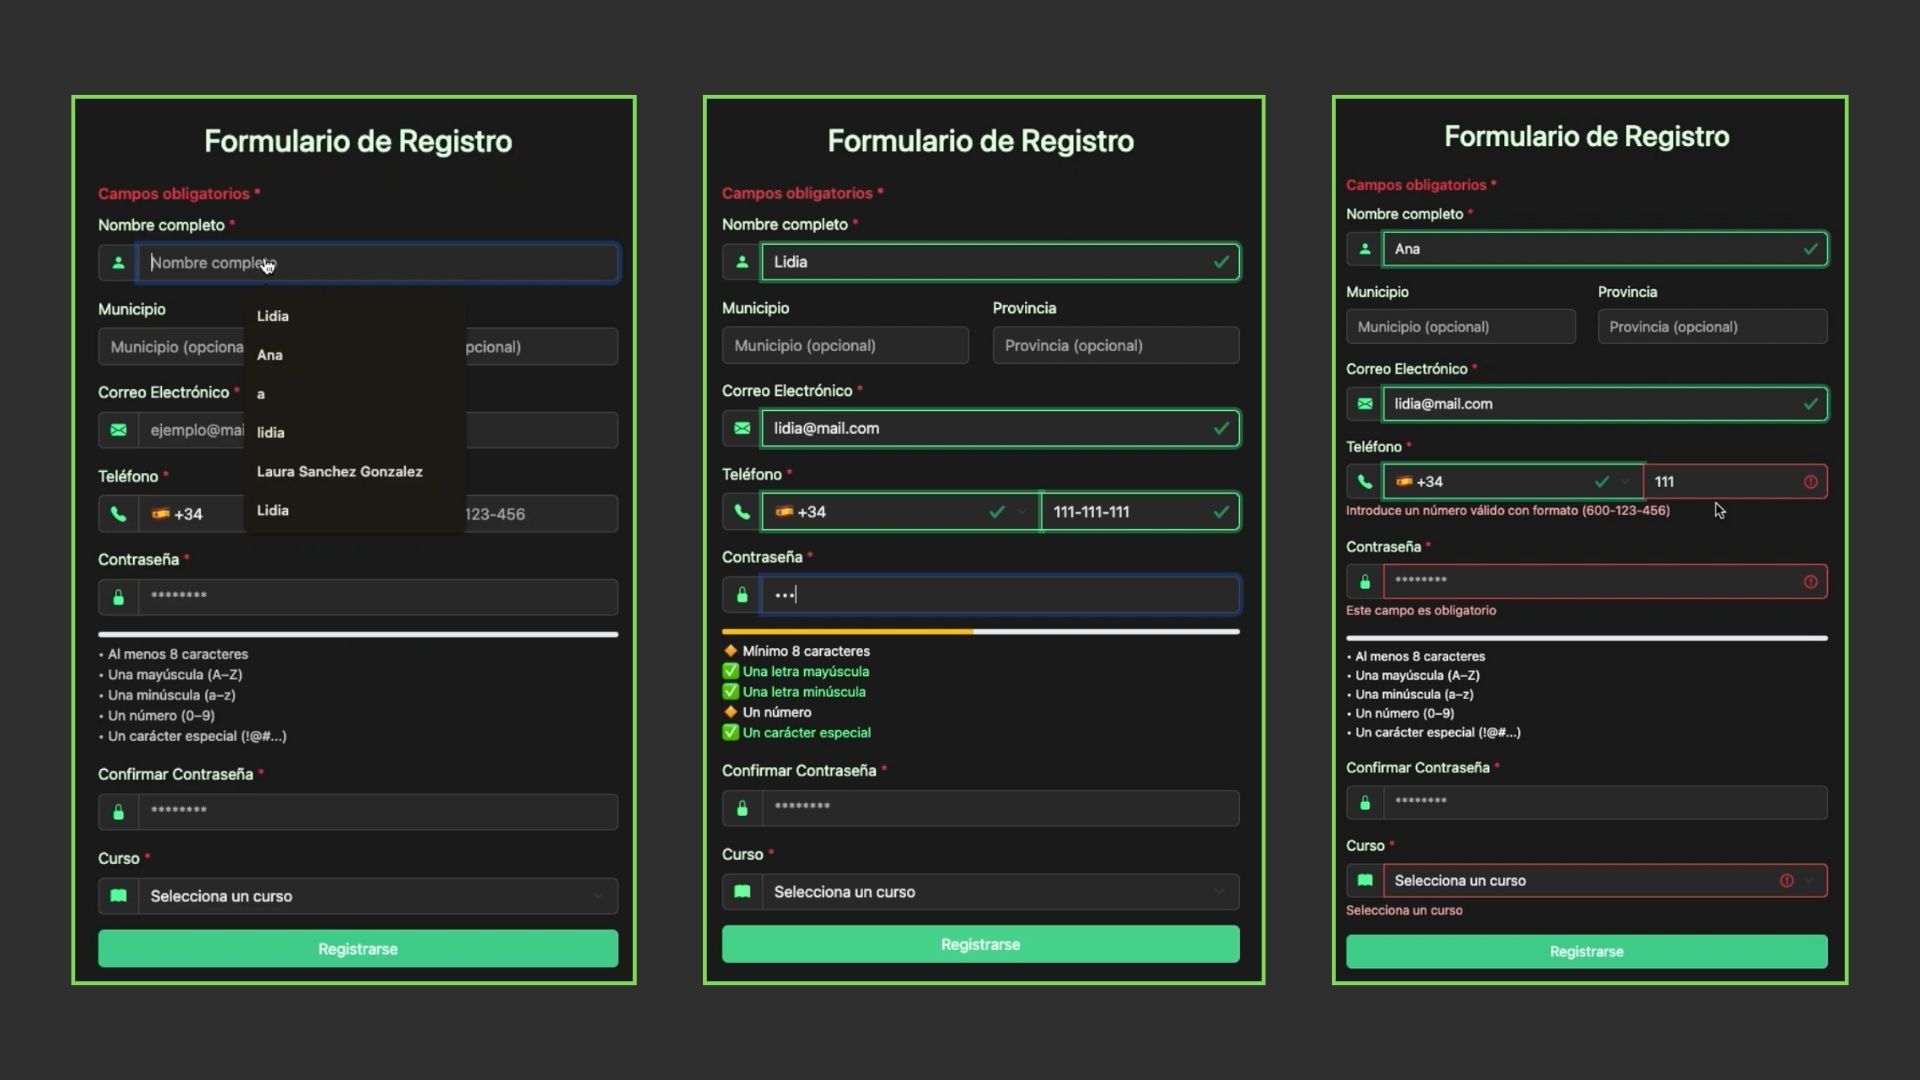 Formulario de Registro
Campos obligatorios *
Nombre completo *
Nombre completo
Lidia
Ana
a
lidia
Laura Sanchez Gonzalez
Lidia
Municipio
Municipio (opciona
pcional)
Correo Electrónico *
ejemplo@mai
Teléfono *
+34
123-456
Contraseña *
********
• Al menos 8 caracteres
• Una mayúscula (A–Z)
• Una minúscula (a–z)
• Un número (0–9)
• Un carácter especial (!@#...)
Confirmar Contraseña *
********
Curso *
Selecciona un curso
Registrarse
Formulario de Registro
Campos obligatorios *
Nombre completo *
Lidia
Municipio Provincia
Municipio (opcional) Provincia (opcional)
Correo Electrónico *
lidia@mail.com
Teléfono *
+34 111-111-111
Contraseña *
•••
Mínimo 8 caracteres
Una letra mayúscula
Una letra minúscula
Un número
Un carácter especial
Confirmar Contraseña *
********
Curso *
Selecciona un curso
Registrarse
Formulario de Registro
Campos obligatorios *
Nombre completo *
Ana
Municipio Provincia
Municipio (opcional) Provincia (opcional)
Correo Electrónico *
lidia@mail.com
Teléfono *
+34 111
Introduce un número válido con formato (600-123-456)
Contraseña *
********
Este campo es obligatorio
• Al menos 8 caracteres
• Una mayúscula (A–Z)
• Una minúscula (a–z)
• Un número (0–9)
• Un carácter especial (!@#...)
Confirmar Contraseña *
********
Curso *
Selecciona un curso
Selecciona un curso
Registrarse